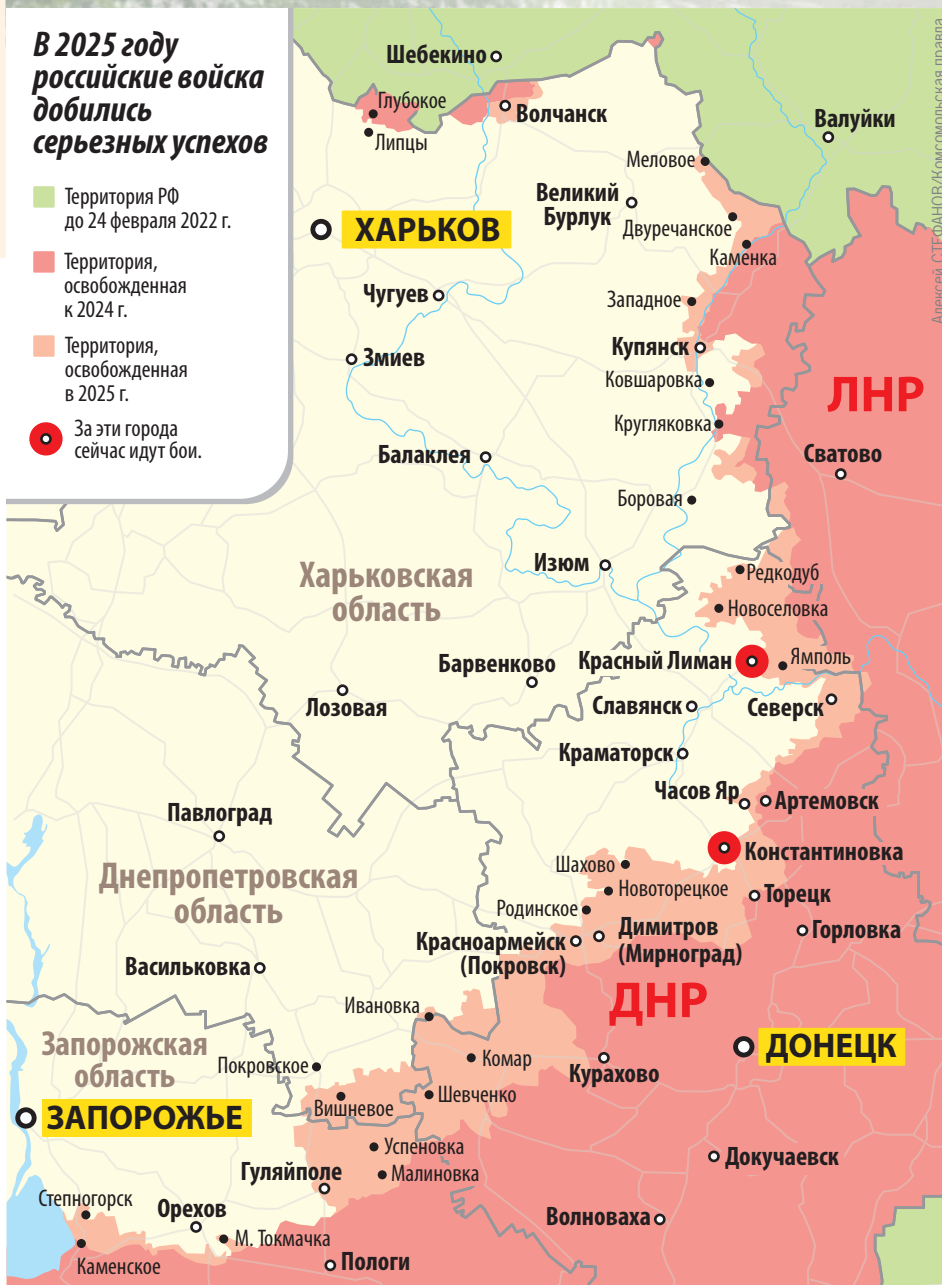 В 2025 году
российские войска
добились
серьезных успехов
Территория РФ
до 24 февраля 2022 г.
Территория,
освобожденная
к 2024 г.
Территория,
освобожденная
в 2025 г.
За эти города
сейчас идут бои.
Шебекино
Глубокое
Волчанск
Липцы
Валуйки
Алексей СТЕФАНОВ/Комсомольская правда
Меловое
Великий
Бурлук
Двуречанское
ХАРЬКОВ
Каменка
Чугуев
Западное
Купянск
Змиев
Ковшаровка
ЛНР
Кругляковка
Балаклея
Сватово
Боровая
Изюм
Харьковская
область
Редкодуб
Новоселовка
Барвенково
Красный Лиман
Ямполь
Лозовая
Славянск
Северск
Краматорск
Часов Яр
Артемовск
Павлоград
Константиновка
Шахово
Днепропетровская
область
Новоторецкое
Торецк
Родинское
Димитров
(Мирноград)
Горловка
Красноармейск
(Покровск)
Васильковка
ДНР
Ивановка
Запорожская
область
ДОНЕЦК
Комар
Покровское
Курахово
Шевченко
Вишневое
ЗАПОРОЖЬЕ
Успеновка
Докучаевск
Гуляйполе
Малиновка
Степногорск
Орехов
Волноваха
М. Токмачка
Каменское
Пологи